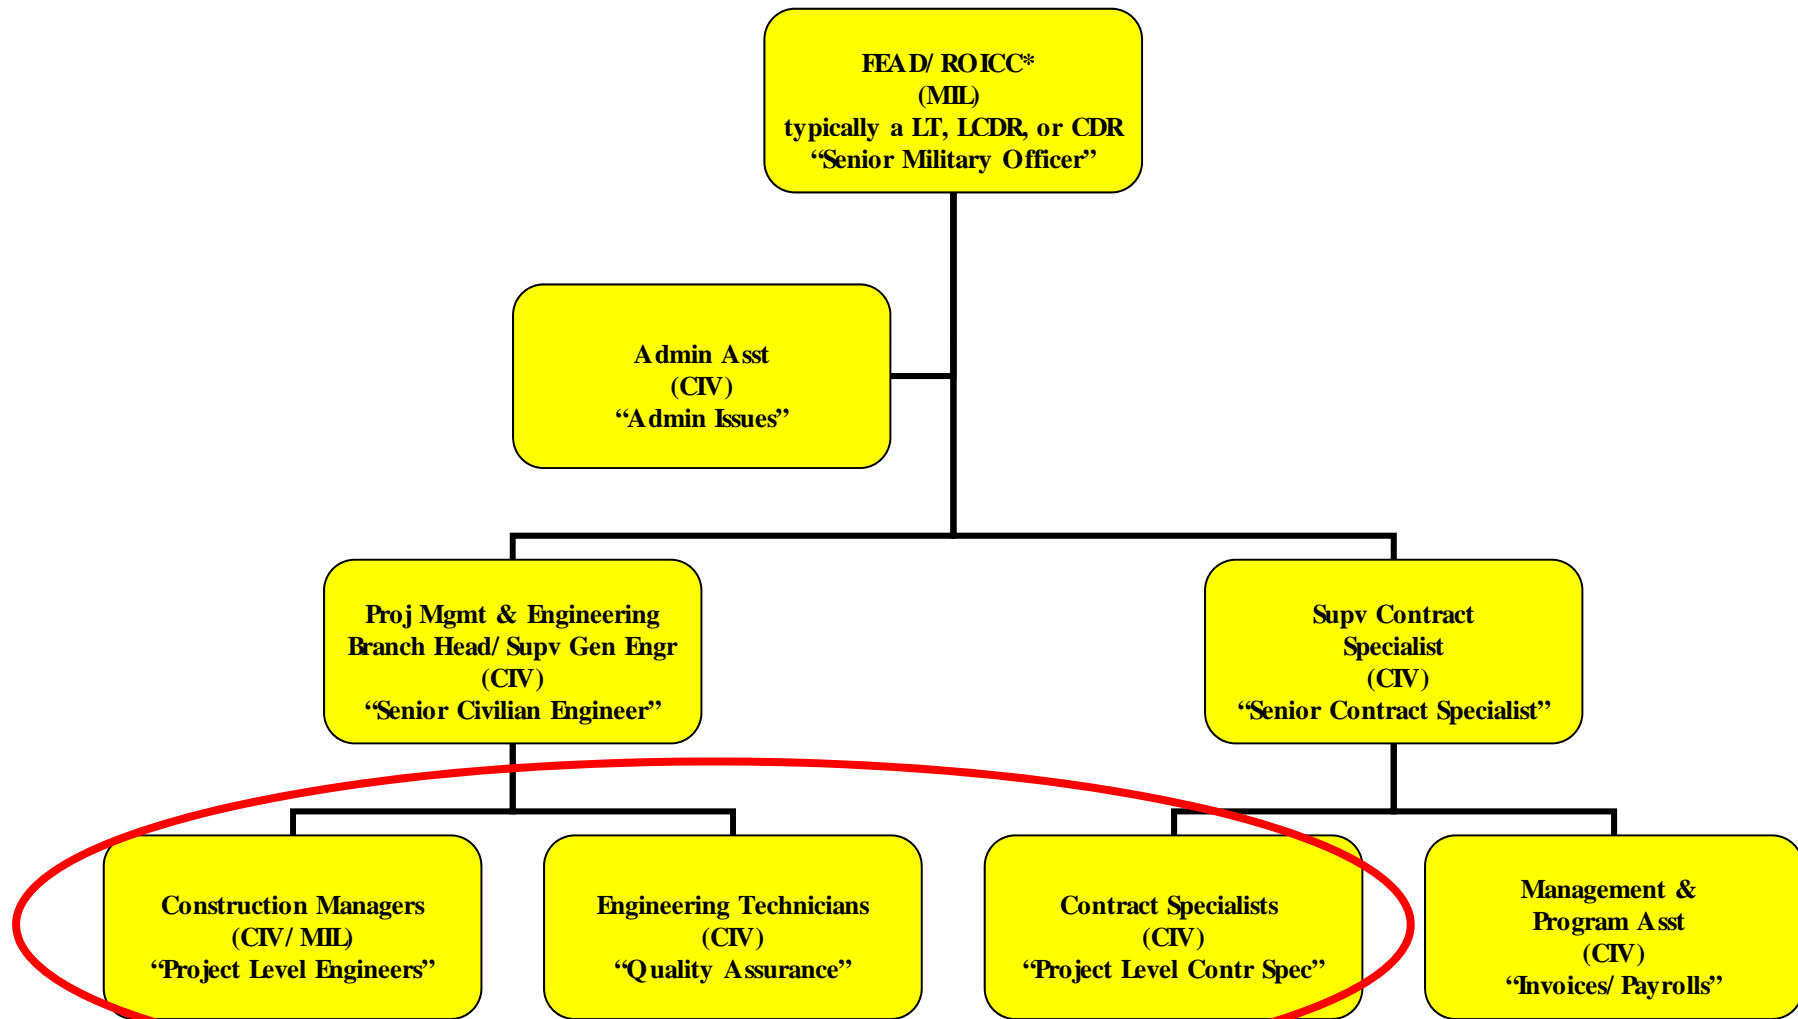 FEAD/ ROICC*
(MIL)
typically a LT, LCDR, or CDR
“Senior Military Officer”
Admin Asst
(CIV)
“Admin Issues”
Proj Mgmt & Engineering
Branch Head/ Supv Gen Engr
(CIV)
“Senior Civilian Engineer”
Supv Contract
Specialist
(CIV)
“Senior Contract Specialist”
Construction Managers
(CIV/ MIL)
“Project Level Engineers”
Engineering Technicians
(CIV)
“Quality Assurance”
Contract Specialists
(CIV)
“Project Level Contr Spec”
Management &
Program Asst
(CIV)
“Invoices/ Payrolls”